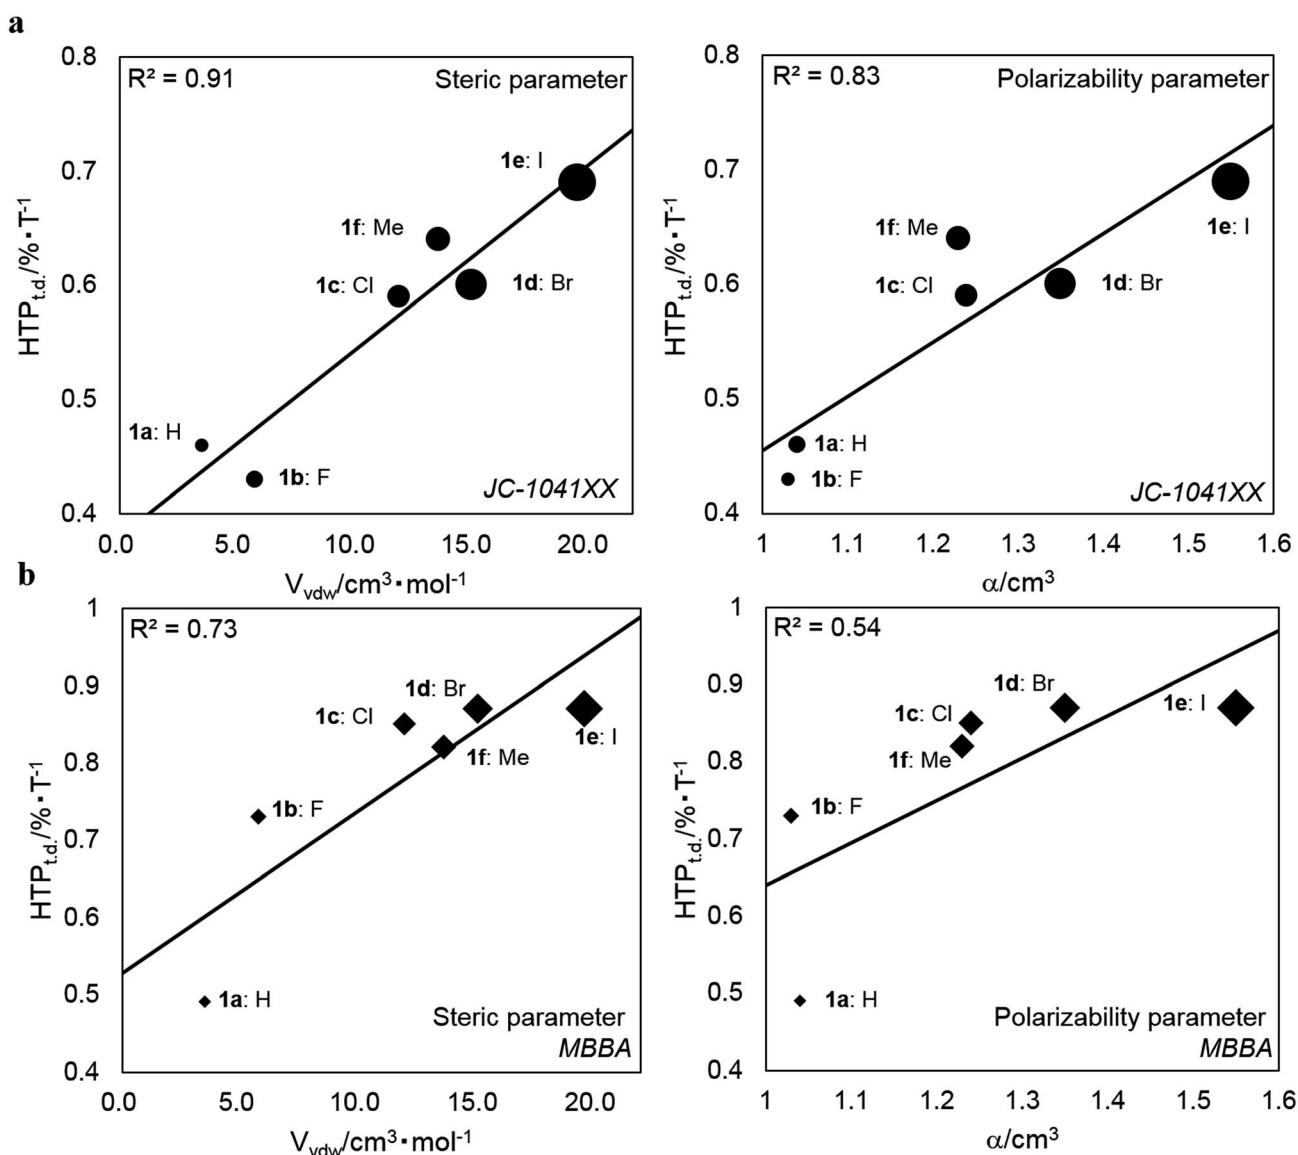 a
R² = 0.91
Steric parameter
0.8
0.7
0.6
0.5
0.4
HTPt.d./%·T-1
1e: I
1f: Me
1c: Cl
1d: Br
1a: H
1b: F
JC-1041XX
0.0 5.0 10.0 15.0 20.0
Vvdw/cm3·mol-1
R² = 0.83
Polarizability parameter
0.8
0.7
0.6
0.5
0.4
HTPt.d./%·T-1
1f: Me
1e: I
1c: Cl
1d: Br
1a: H
1b: F
JC-1041XX
1 1.1 1.2 1.3 1.4 1.5 1.6
α/cm3
b
R² = 0.73
1
0.9
0.8
0.7
0.6
0.5
0.4
HTPt.d./%·T-1
1d: Br
1c: Cl
1e: I
1f: Me
1b: F
1a: H
Steric parameter
MBBA
0.0 5.0 10.0 15.0 20.0
Vvdw/cm3·mol-1
R² = 0.54
1
0.9
0.8
0.7
0.6
0.5
0.4
HTPt.d./%·T-1
1d: Br
1c: Cl
1e: I
1f: Me
1b: F
1a: H
Polarizability parameter
MBBA
1 1.1 1.2 1.3 1.4 1.5 1.6
α/cm3